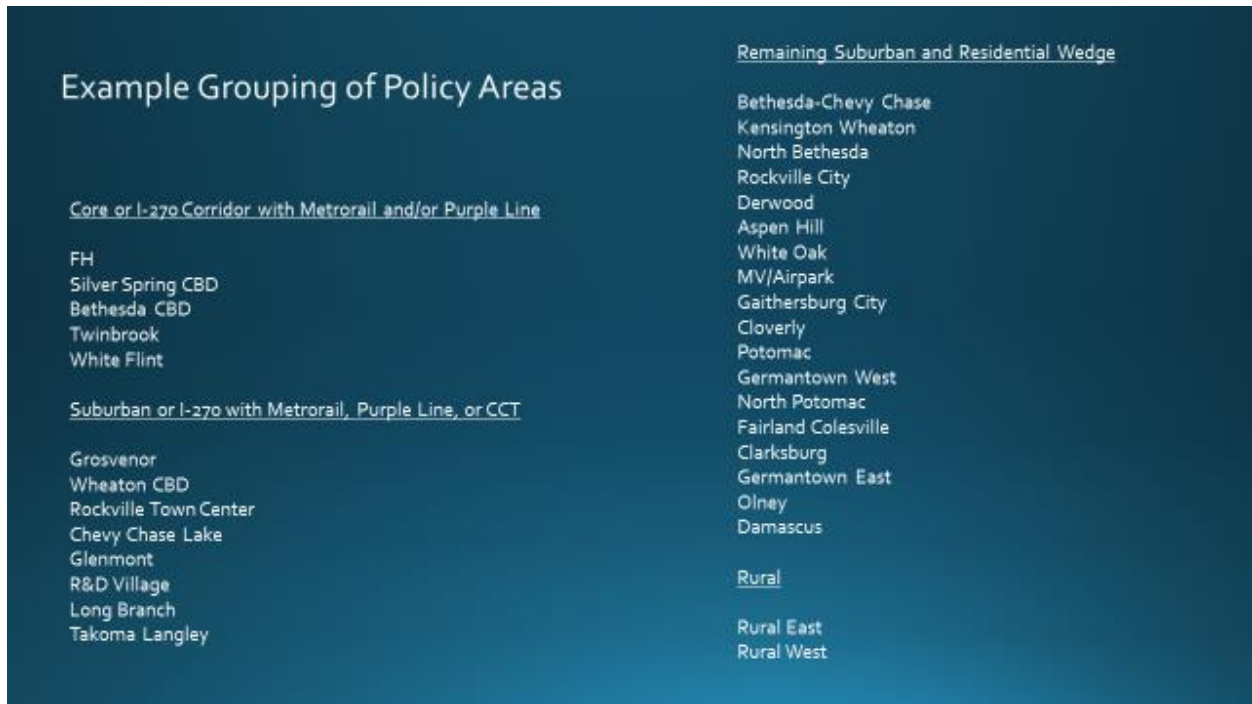 Example Grouping of Policy Areas
Core or I-270 Corridor with Metrorail and/or Purple Line
FH
Silver Spring CBD
Bethesda CBD
Twinbrook
White Flint
Suburban or I-270 with Metrorail, Purple Line, or CCT
Grosvenor
Wheaton CBD
Rockville Town Center
Chevy Chase Lake
Glenmont
R&D Village
Long Branch
Takoma Langley
Remaining Suburban and Residential Wedge
Bethesda-Chevy Chase
Kensington Wheaton
North Bethesda
Rockville City
Derwood
Aspen Hill
White Oak
MV/Airpark
Gaithersburg City
Cloverly
Potomac
Germantown West
North Potomac
Fairland Colesville
Clarksburg
Germantown East
Olney
Damascus
Rural
Rural East
Rural West